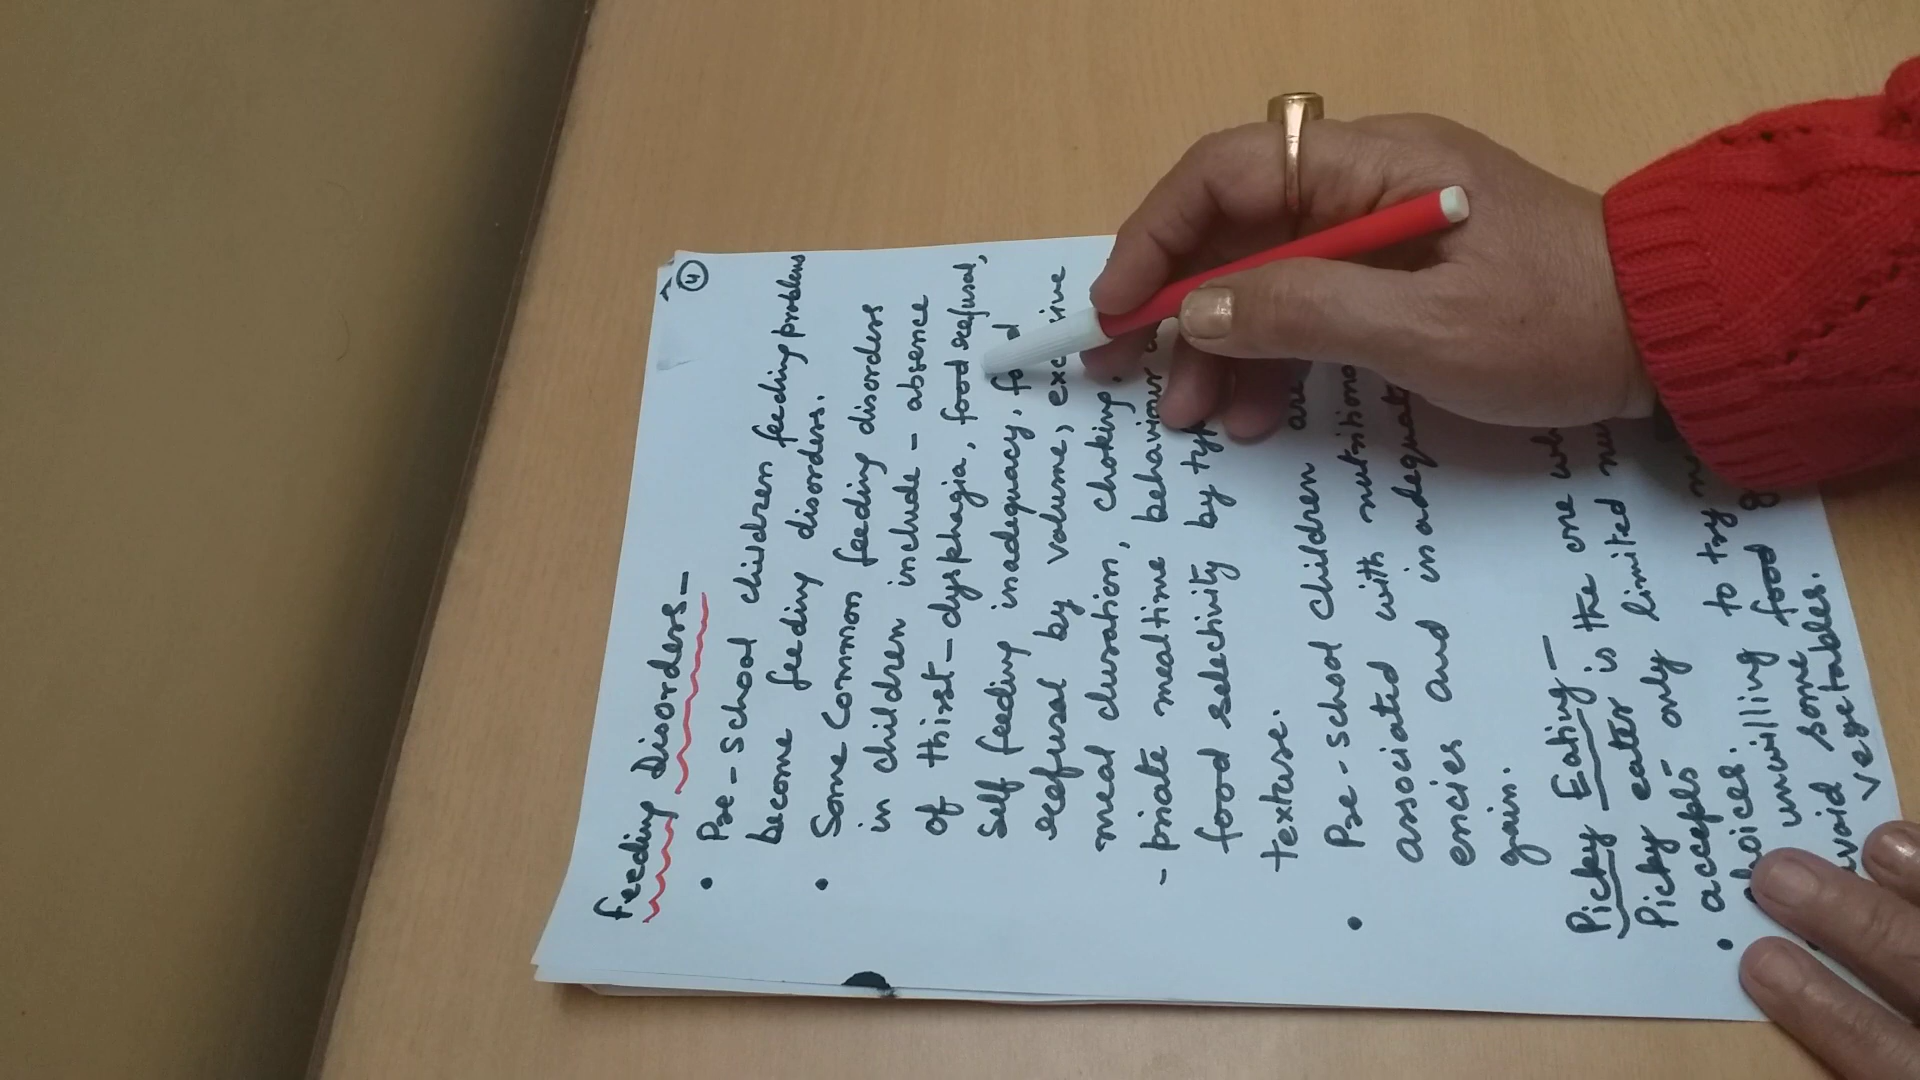 4
Feeding Disorders -
• Pre-school children feeding problems
become feeding disorders.
• Some Common feeding disorders
in children include - absence
of thirst - dysphagia, food refusal,
self feeding inadequacy,
refusal by volume,
meal duration, choking,
- priate mealtime behaviour
food selectivity by
texture.
• Pre-school children are
associated with
encies and
gain.
Picky Eating -
Picky eater is the one
• accepts only limited
choices.
unwilling to try
avoid some food
vegetables.